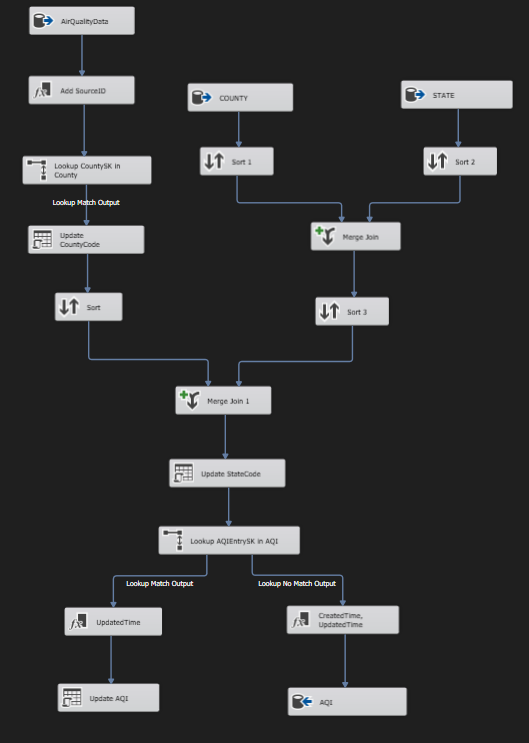 AirQualityData
Add SourceID
COUNTY
STATE
Lookup CountySK in
County
Sort 1
Sort 2
Lookup Match Output
Update
CountyCode
Merge Join
Sort
Sort 3
Merge Join 1
Update StateCode
Lookup AQIEntrySK in AQI
Lookup Match Output
Lookup No Match Output
UpdatedTime
CreatedTime,
UpdatedTime
Update AQI
AQI